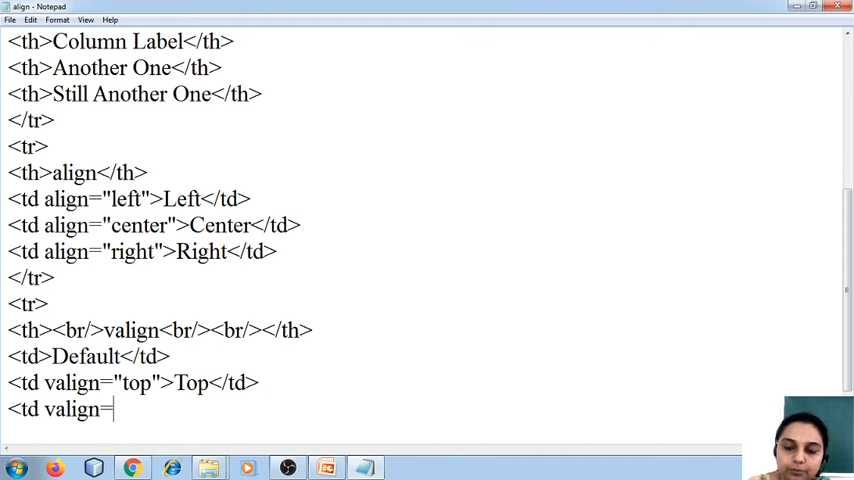 align - Notepad
File Edit Format View Help
<th>Column Label</th>
<th>Another One</th>
<th>Still Another One</th>
</tr>
<tr>
<th>align</th>
<td align="left">Left</td>
<td align="center">Center</td>
<td align="right">Right</td>
</tr>
<tr>
<th><br/>valign<br/><br/></th>
<td>Default</td>
<td valign="top">Top</td>
<td valign=